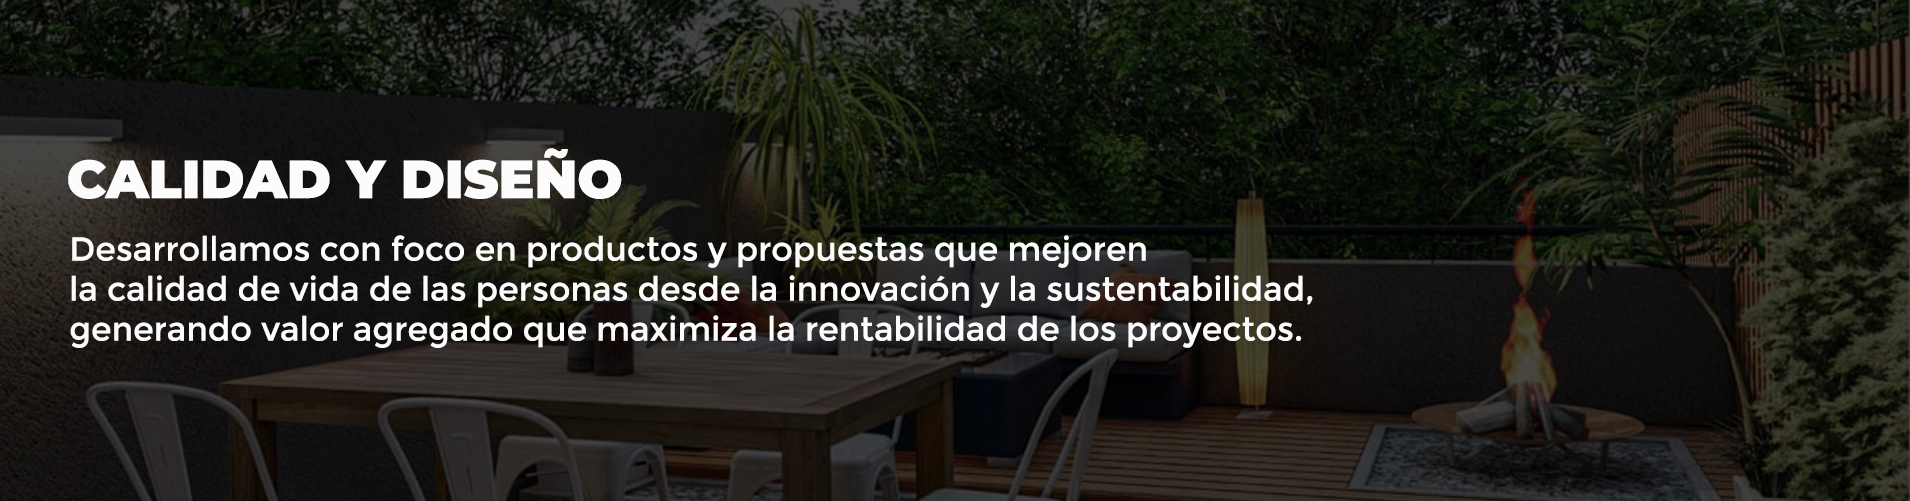 CALIDAD Y DISEÑO
Desarrollamos con foco en productos y propuestas que mejoren
la calidad de vida de las personas desde la innovación y la sustentabilidad,
generando valor agregado que maximiza la rentabilidad de los proyectos.